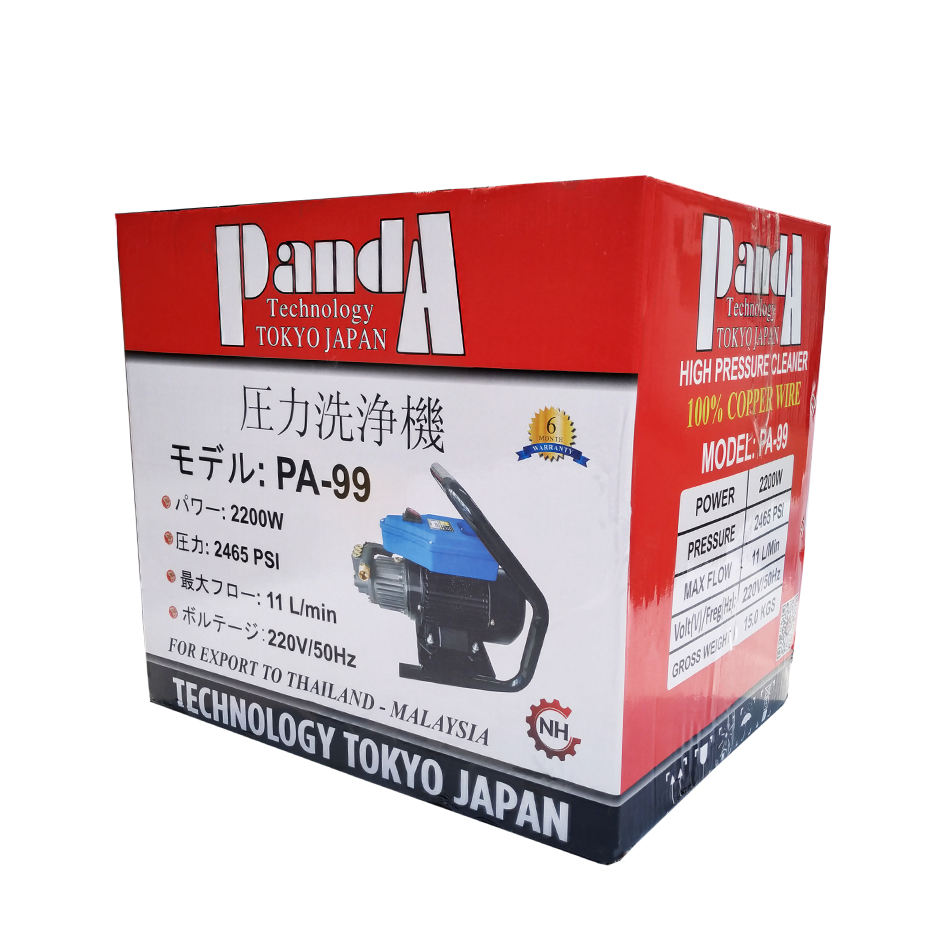 Panda
Technology
TOKYO JAPAN
圧力洗浄機
モデル: PA-99
パワー: 2200W
圧力: 2465 PSI
最大フロー: 11 L/min
ボルテージ: 220V/50Hz
FOR EXPORT TO THAILAND - MALAYSIA
6
MONTH
WARRANTY
NH
TECHNOLOGY TOKYO JAPAN
Panda
Technology
TOKYO JAPAN
HIGH PRESSURE CLEANER
100% COPPER WIRE
MODEL: PA-99
POWER 2200W
PRESSURE 2465 PSI
MAX FLOW : 11 L/Min
Volt(V)/Freg(Hz): 220V/50Hz
GROSS WEIGHT 15.0 KGS